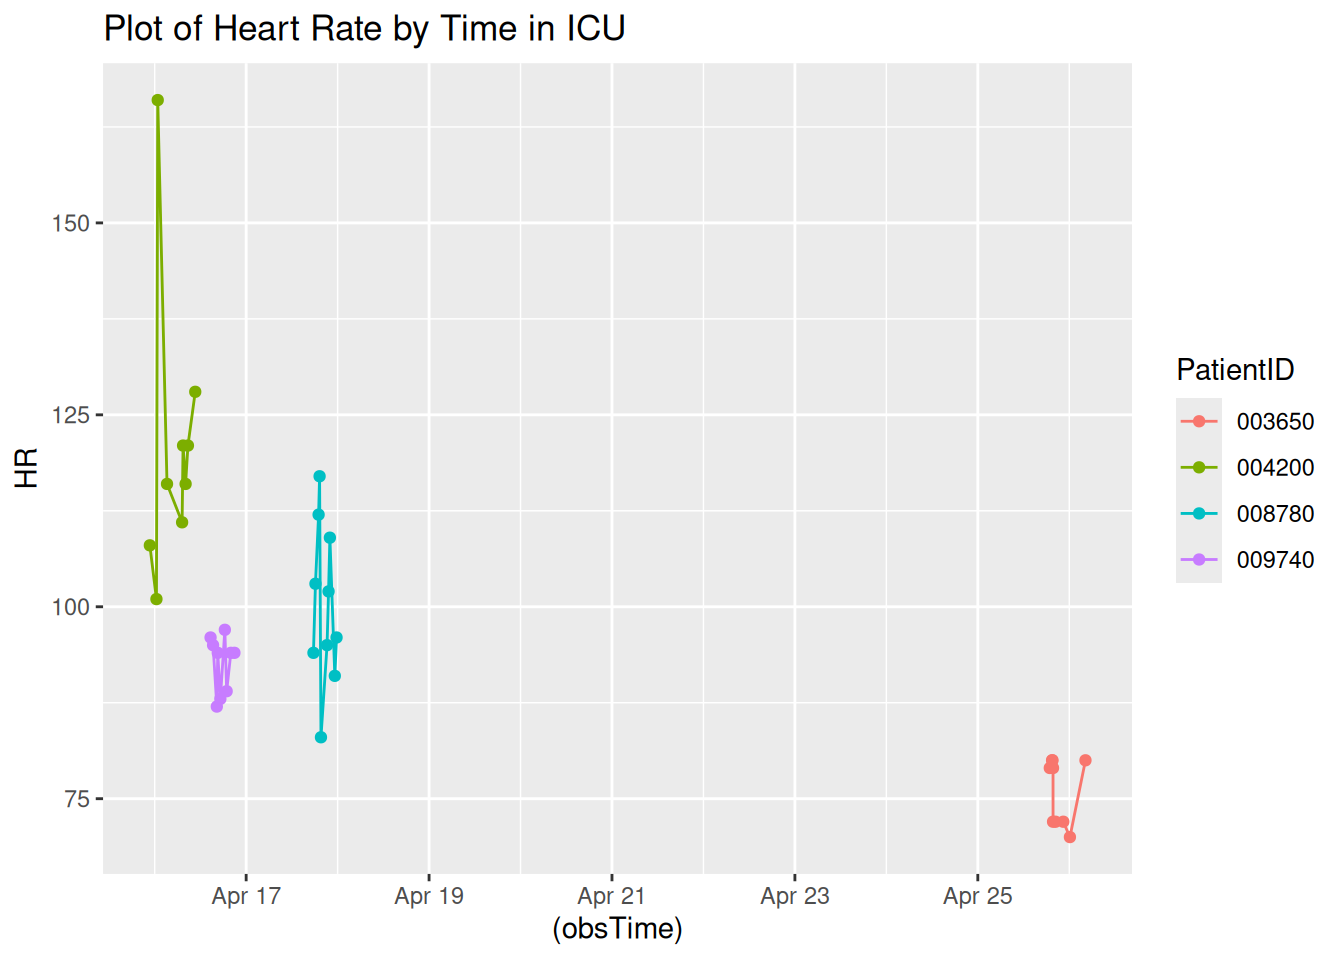 Plot of Heart Rate by Time in ICU
150
125
100
75
HR
Apr 17
Apr 19
Apr 21
Apr 23
Apr 25
(obsTime)
PatientID
003650
004200
008780
009740